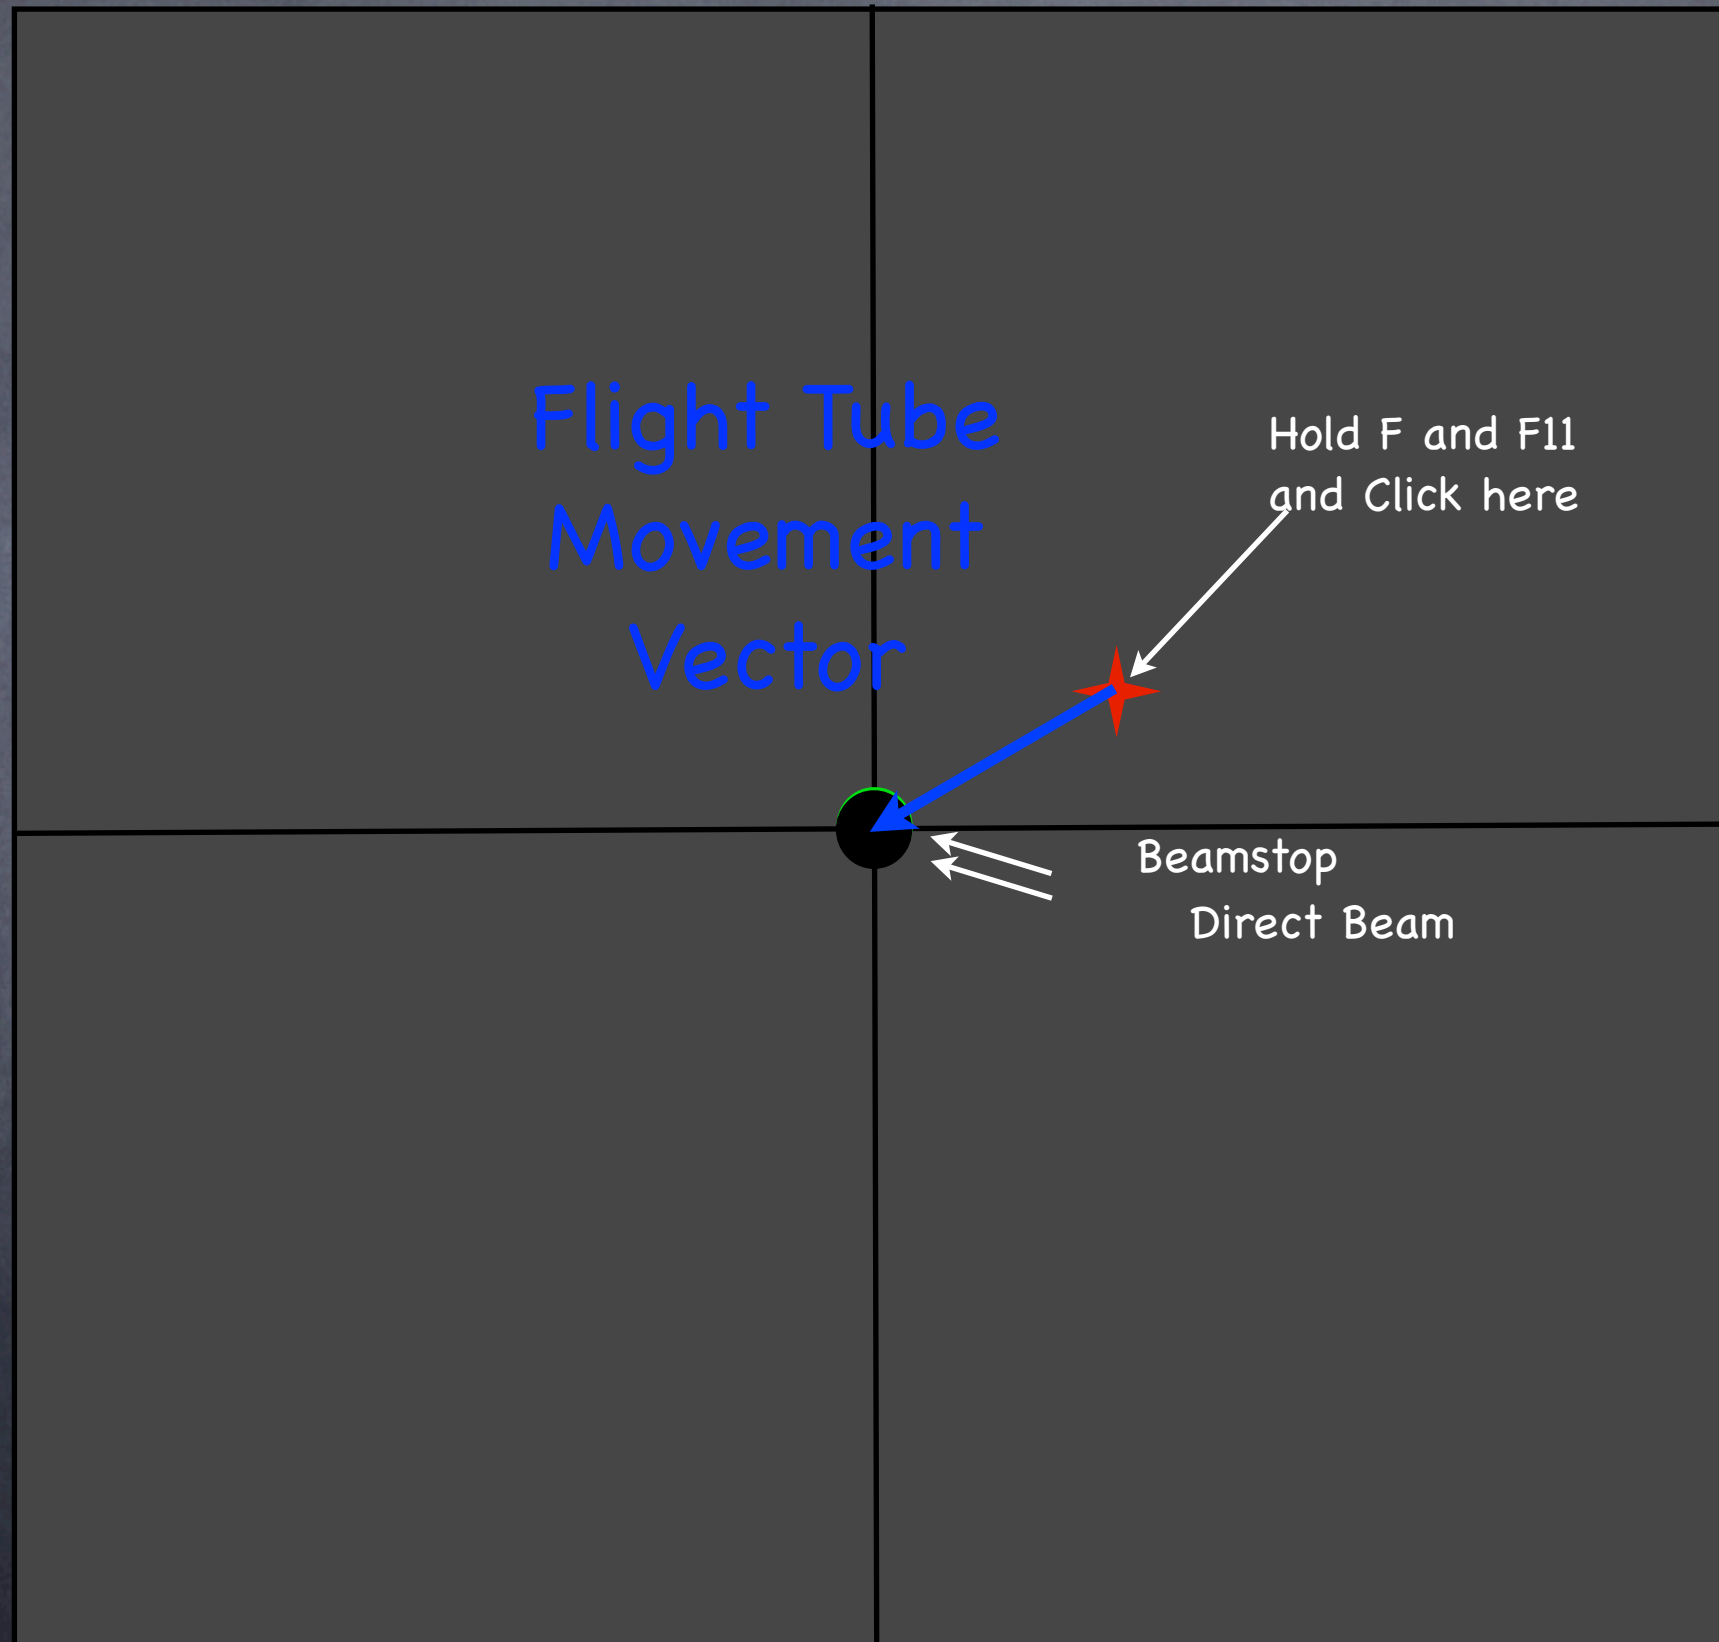 Flight Tube
Movement
Vector
Hold F and F11
and Click here
Beamstop
Direct Beam